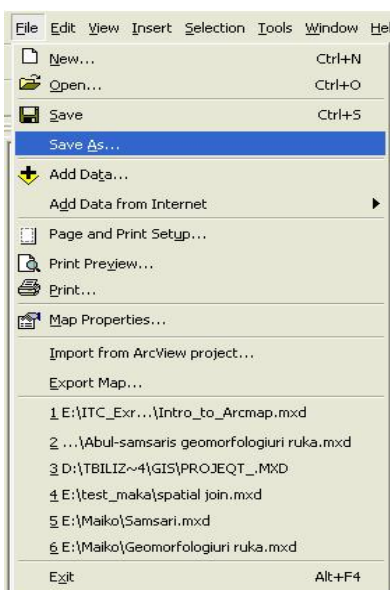 File Edit View Insert Selection Tools Window Hel
New... Ctrl+N
Open... Ctrl+O
Save Ctrl+S
Save As...
Add Data...
Add Data from Internet
Page and Print Setup...
Print Preview...
Print...
Map Properties...
Import from ArcView project...
Export Map...
1 E:\ITC_Exr...\Intro_to_Arcmap.mxd
2 ...\Abul-samsaris geomorfologiuri ruka.mxd
3 D:\TBILIZ~4\GIS\PROJEQT_.MXD
4 E:\test_maka\spatial join.mxd
5 E:\Maiko\Samsari.mxd
6 E:\Maiko\Geomorfologiuri ruka.mxd
Exit Alt+F4